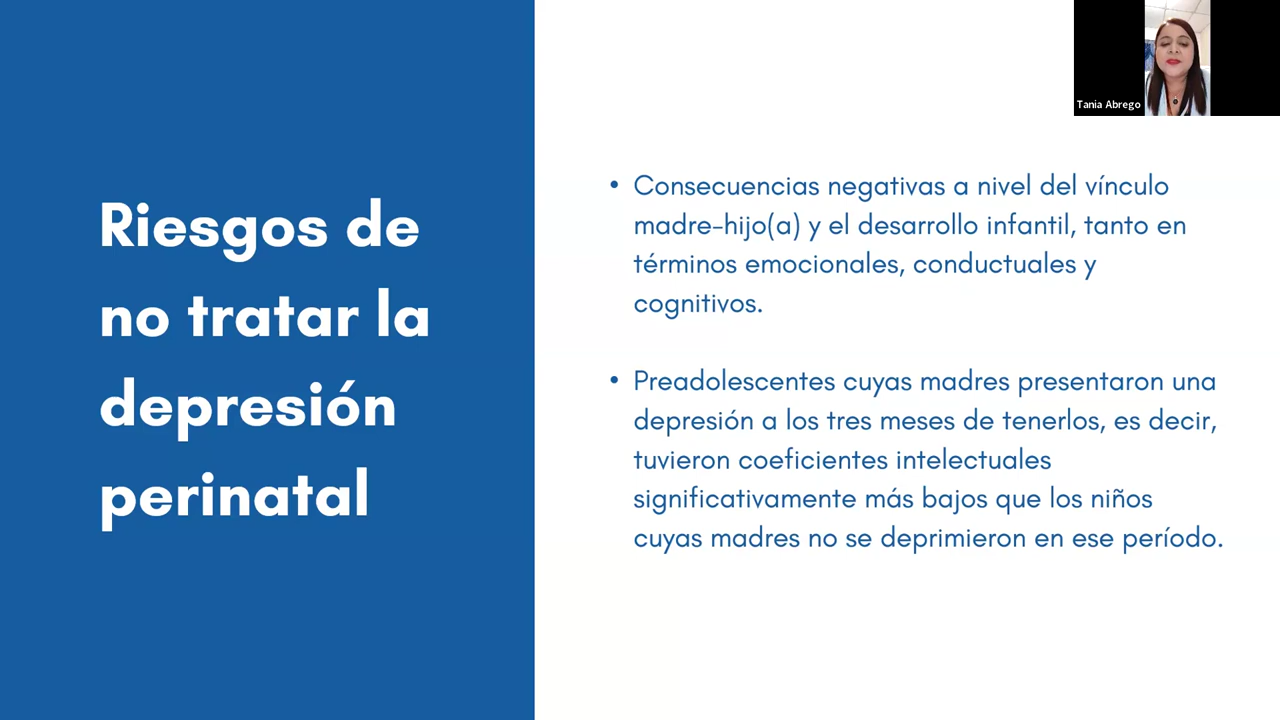 Tania Abrego
Riesgos de
no tratar la
depresión
perinatal
• Consecuencias negativas a nivel del vínculo
madre-hijo(a) y el desarrollo infantil, tanto en
términos emocionales, conductuales y
cognitivos.
• Preadolescentes cuyas madres presentaron una
depresión a los tres meses de tenerlos, es decir,
tuvieron coeficientes intelectuales
significativamente más bajos que los niños
cuyas madres no se deprimieron en ese período.